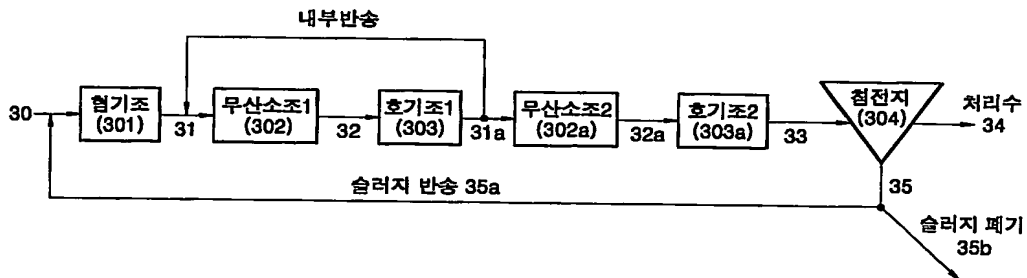 내부반송
30
혐기조
(301)
31
무산소조1
(302)
32
호기조1
(303)
31a
무산소조2
(302a)
32a
호기조2
(303a)
33
침전지
(304)
처리수
34
슬러지 반송 35a
35
슬러지 폐기
35b